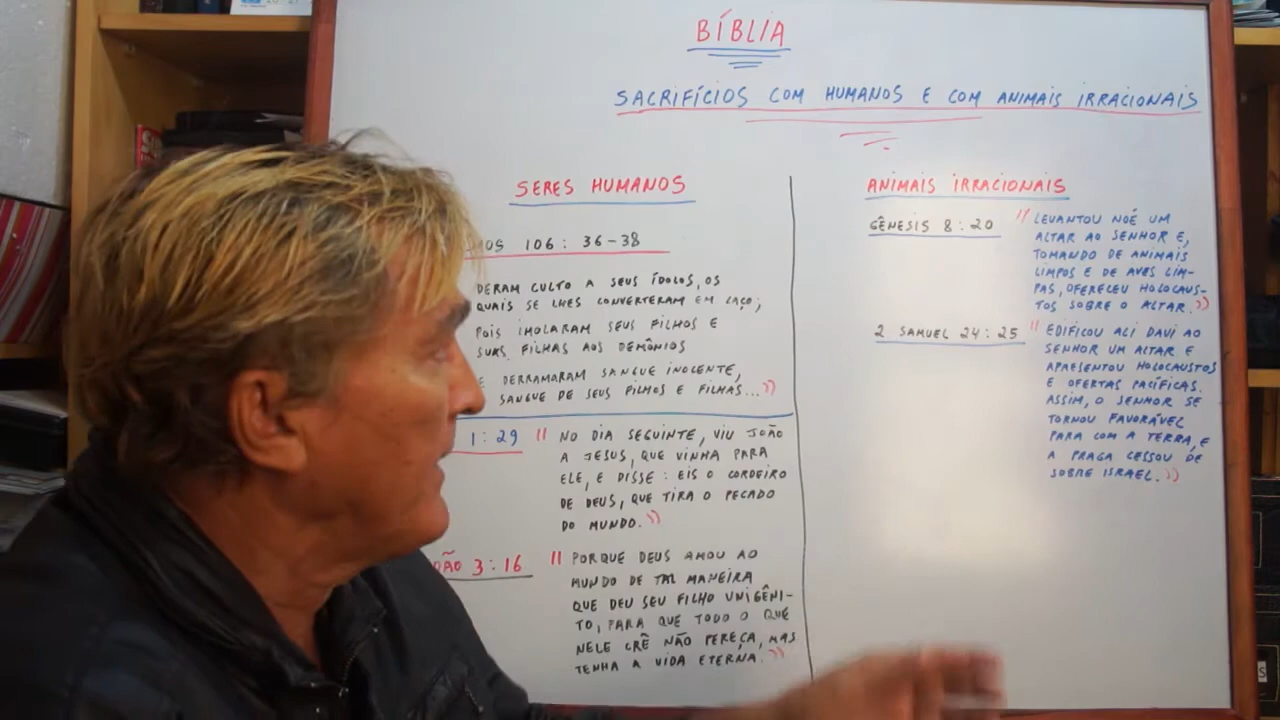 BÍBLIA
SACRIFÍCIOS COM HUMANOS E COM ANIMAIS IRRACIONAIS
SERES HUMANOS
MOS 106: 36-38
DERAM CULTO A SEUS ÍDOLOS, OS
QUAIS SE LHES CONVERTERAM EM LAÇO;
POIS IMOLARAM SEUS FILHOS E
SUAS FILHAS AOS DEMÔNIOS
E DERRAMARAM SANGUE INOCENTE,
SANGUE DE SEUS FILHOS E FILHAS...))
1:29 (( NO DIA SEGUINTE, VIU JOÃO
A JESUS, QUE VINHA PARA
ELE, E DISSE: EIS O CORDEIRO
DE DEUS, QUE TIRA O PECADO
DO MUNDO. ))
OÃO 3:16 (( PORQUE DEUS AMOU AO
MUNDO DE TAL MANEIRA
QUE DEU SEU FILHO UNIGÊNI-
TO, PARA QUE TODO O QUE
NELE CRÊ NÃO PEREÇA, MAS
TENHA A VIDA ETERNA. ))
ANIMAIS IRRACIONAIS
GÊNESIS 8:20 (( LEVANTOU NOÉ UM
ALTAR AO SENHOR E,
TOMANDO DE ANIMAIS
LIMPOS E DE AVES LIM-
PAS, OFERECEU HOLOCAUS-
TOS SOBRE O ALTAR. ))
2 SAMUEL 24:25 (( EDIFICOU ALI DAVI AO
SENHOR UM ALTAR E
APRESENTOU HOLOCAUSTOS
E OFERTAS PACÍFICAS.
ASSIM, O SENHOR SE
TORNOU FAVORÁVEL
PARA COM A TERRA, E
A PRAGA CESSOU DE
SOBRE ISRAEL. ))